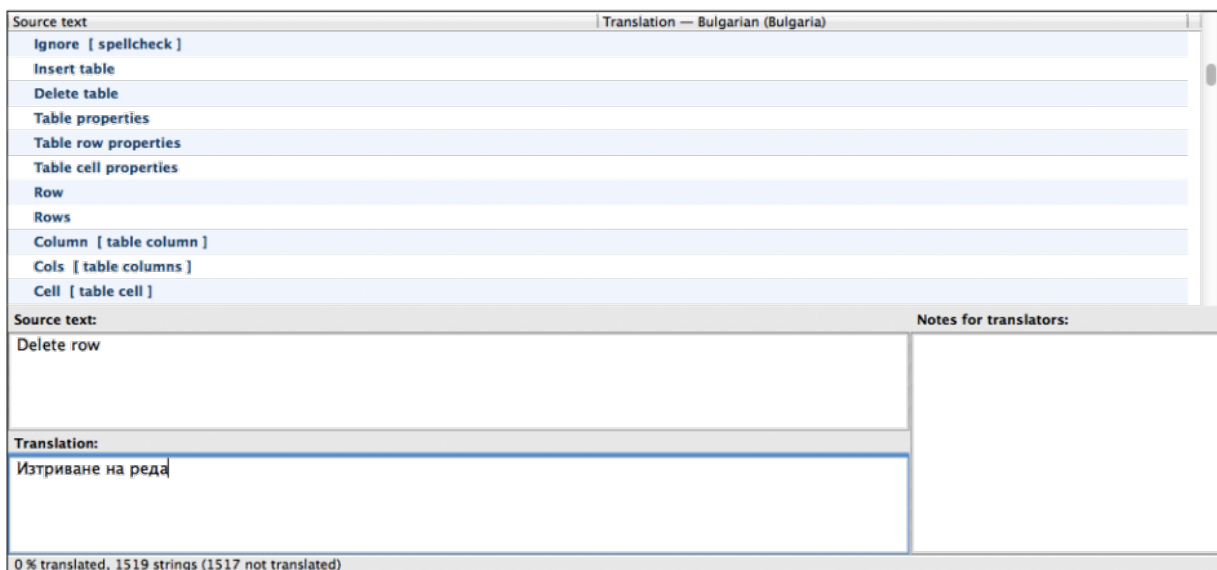 Source text Translation — Bulgarian (Bulgaria)
Ignore [ spellcheck ]
Insert table
Delete table
Table properties
Table row properties
Table cell properties
Row
Rows
Column [ table column ]
Cols [ table columns ]
Cell [ table cell ]
Source text: Notes for translators:
Delete row
Translation:
Изтриване на реда
0 % translated, 1519 strings (1517 not translated)